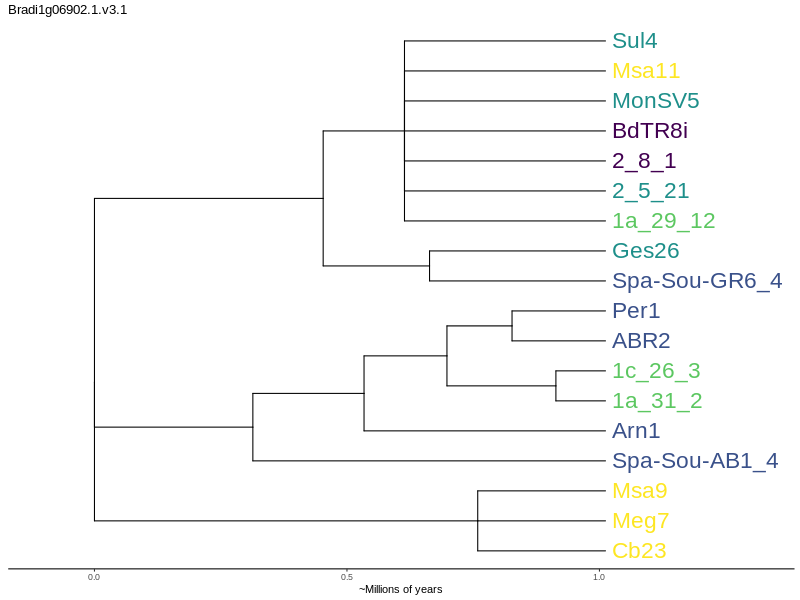 Bradi1g06902.1.v3.1
Sul4
Msa11
MonSV5
BdTR8i
2_8_1
2_5_21
1a_29_12
Ges26
Spa-Sou-GR6_4
Per1
ABR2
1c_26_3
1a_31_2
Arn1
Spa-Sou-AB1_4
Msa9
Meg7
Cb23
0.0 0.5 1.0
~Millions of years